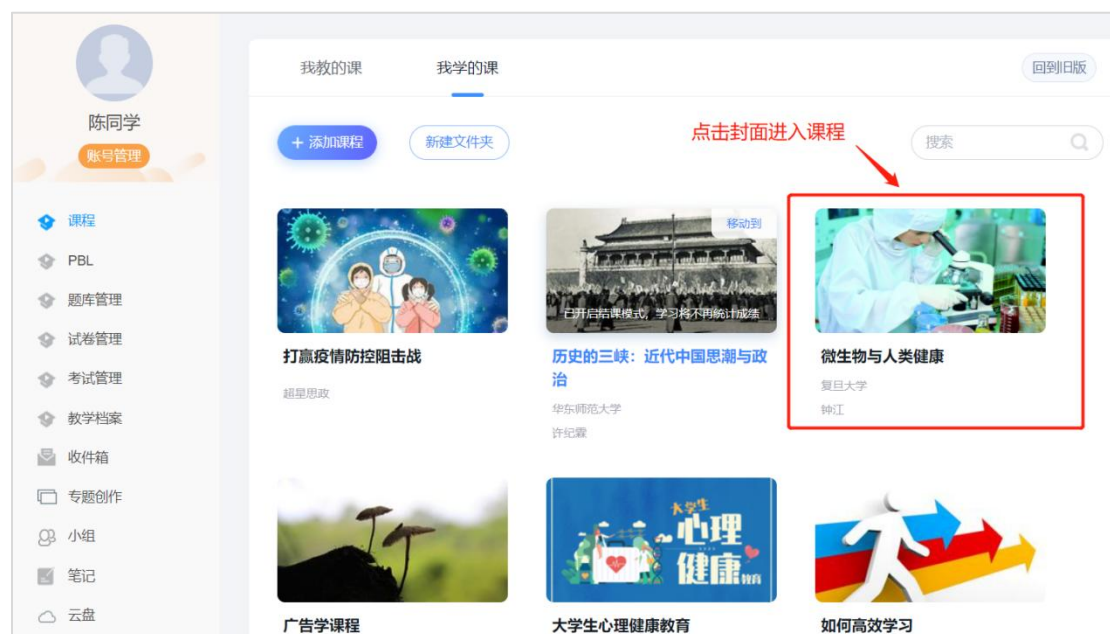 我教的课
我学的课
回到旧版
陈同学
账号管理
+ 添加课程
新建文件夹
点击封面进入课程
搜索
课程
PBL
题库管理
试卷管理
考试管理
教学档案
收件箱
专题创作
小组
笔记
云盘
打赢疫情防控阻击战
超星思政
移动到
已开启结课模式，学习将不再统计成绩
历史的三峡：近代中国思潮与政
治
华东师范大学
许纪霖
微生物与人类健康
复旦大学
钟江
广告学课程
大学生
心理
健康教育
大学生心理健康教育
如何高效学习